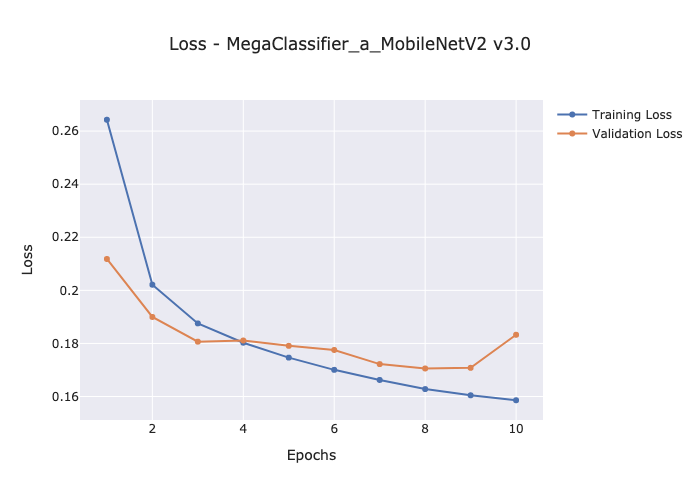 Loss - MegaClassifier_a_MobileNetV2 v3.0
Training Loss
Validation Loss
0.26
0.24
0.22
0.2
0.18
0.16
Loss
2
4
6
8
10
Epochs